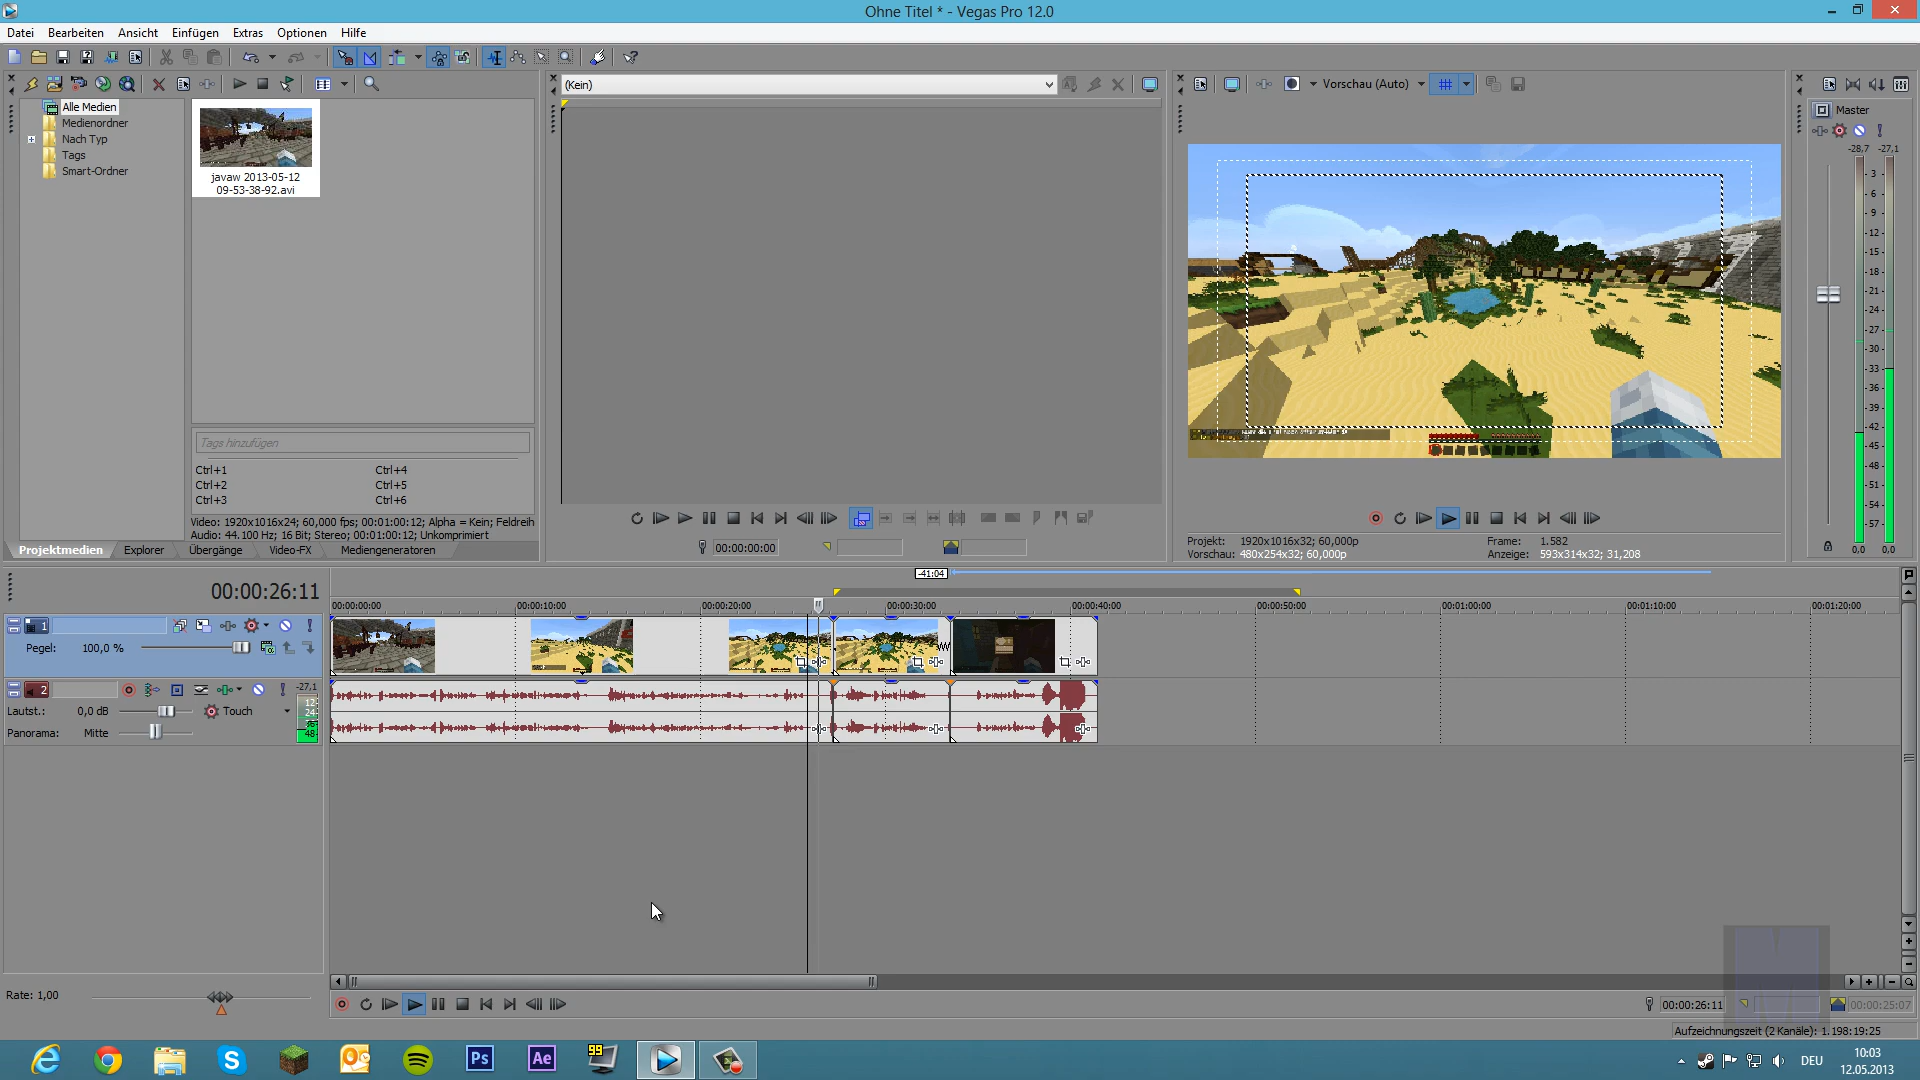 Ohne Titel * - Vegas Pro 12.0
Datei Bearbeiten Ansicht Einfügen Extras Optionen Hilfe
(Kein)
Vorschau (Auto)
Alle Medien
Medienordner
Nach Typ
Tags
Smart-Ordner
javaw 2013-05-12
09-53-38-92.avi
Master
-28,7 -27,1
- 3 -
- 6 -
- 9 -
- 12 -
- 15 -
- 18 -
- 21 -
- 24 -
- 27 -
- 30 -
- 33 -
- 36 -
- 39 -
- 42 -
- 45 -
- 48 -
- 51 -
- 54 -
- 57 -
0,0 0,0
Tags hinzufügen
Ctrl+1 Ctrl+4
Ctrl+2 Ctrl+5
Ctrl+3 Ctrl+6
Video: 1920x1016x24; 60,000 fps; 00:01:00:12; Alpha = Kein; Feldreih
Audio: 44.100 Hz; 16 Bit; Stereo; 00:01:00:12; Unkomprimiert
Projektmedien Explorer Übergänge Video-FX Mediengeneratoren
00:00:00:00
Projekt: 1920x1016x32; 60,000p Frame: 1.582
Vorschau: 480x254x32; 60,000p Anzeige: 593x314x32; 31,208
00:00:26:11
-41:04
00:00:00:00 00:00:10:00 00:00:20:00 00:00:30:00 00:00:40:00 00:00:50:00 00:01:00:00 00:01:10:00 00:01:20:00
1
Pegel: 100,0 %
2
-27,1
12
24
36
48
Lautst.: 0,0 dB Touch
Panorama: Mitte
Rate: 1,00
00:00:26:11 00:00:25:07
Aufzeichnungszeit (2 Kanäle): 1.198:19:25
Ps
Ae
99
DEU
10:03
12.05.2013